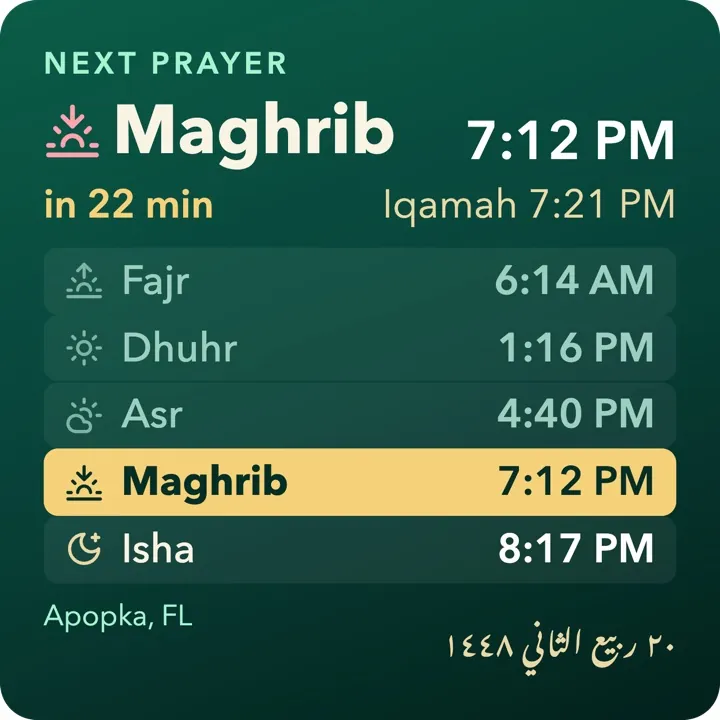 NEXT PRAYER
Maghrib 7:12 PM
in 22 min Iqamah 7:21 PM
Fajr 6:14 AM
Dhuhr 1:16 PM
Asr 4:40 PM
Maghrib 7:12 PM
Isha 8:17 PM
Apopka, FL
٢٠ ربيع الثاني ١٤٤٨